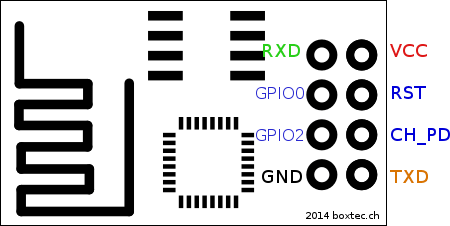 RXD VCC
GPIO0 RST
GPIO2 CH_PD
GND TXD
2014 boxtec.ch